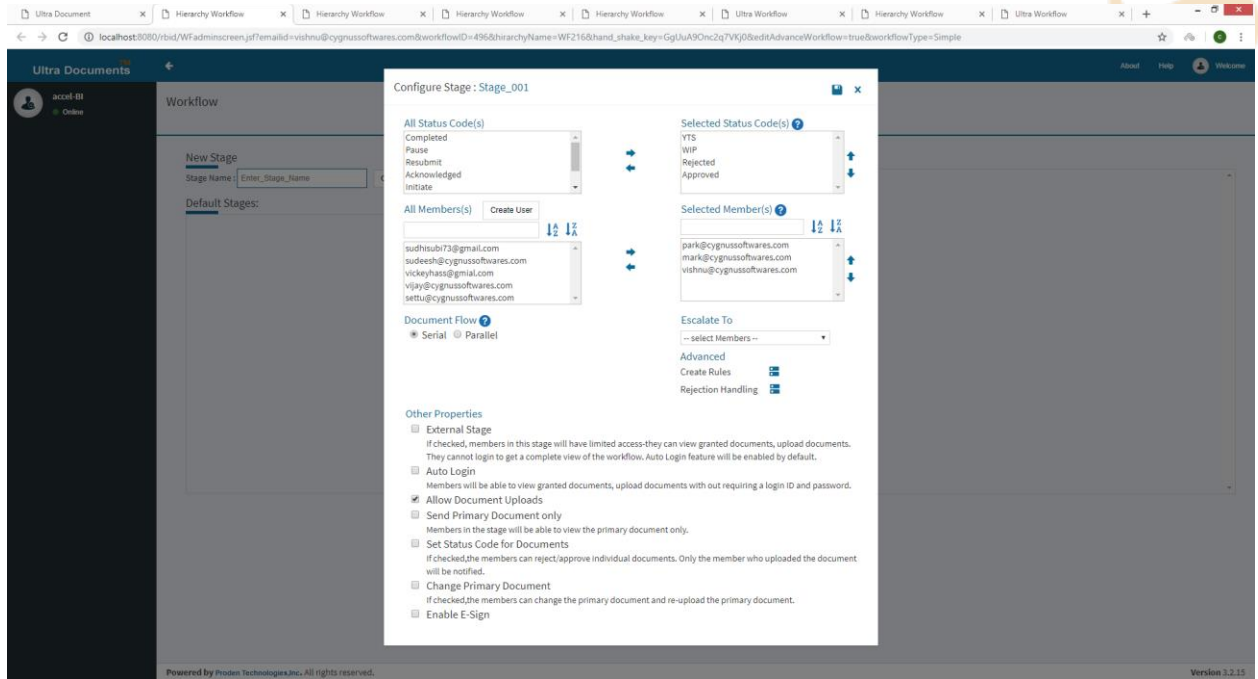 Ultra Document
Hierarchy Workflow
Hierarchy Workflow
Hierarchy Workflow
Hierarchy Workflow
Ultra Workflow
Hierarchy Workflow
Ultra Workflow
localhost:8080/rbid/WFadminscreen.jsf?emailid=vishnu@cygnussoftwares.com&workflowID=496&hirarchyName=WF216&hand_shake_key=GgUuA9Onc2q7VKj0&editAdvanceWorkflow=true&workflowType=Simple
Ultra Documents
About Help Welcome
accel-BI
Online
Workflow
New Stage
Stage Name : Enter_Stage_Name
Default Stages:
Configure Stage : Stage_001
All Status Code(s)
Completed
Pause
Resubmit
Acknowledged
Initiate
Selected Status Code(s)
YTS
WIP
Rejected
Approved
All Members(s) Create User
sudhisubi73@gmail.com
sudeesh@cygnussoftwares.com
vickeyhass@gmial.com
vijay@cygnussoftwares.com
settu@cygnussoftwares.com
Selected Member(s)
park@cygnussoftwares.com
mark@cygnussoftwares.com
vishnu@cygnussoftwares.com
Document Flow
Serial Parallel
Escalate To
-- select Members --
Advanced
Create Rules
Rejection Handling
Other Properties
External Stage
If checked, members in this stage will have limited access-they can view granted documents, upload documents.
They cannot login to get a complete view of the workflow. Auto Login feature will be enabled by default.
Auto Login
Members will be able to view granted documents, upload documents with out requiring a login ID and password.
Allow Document Uploads
Send Primary Document only
Members in the stage will be able to view the primary document only.
Set Status Code for Documents
If checked,the members can reject/approve individual documents. Only the member who uploaded the document
will be notified.
Change Primary Document
If checked,the members can change the primary document and re-upload the primary document.
Enable E-Sign
Powered by Proden Technologies,Inc. All rights reserved.
Version 3.2.15